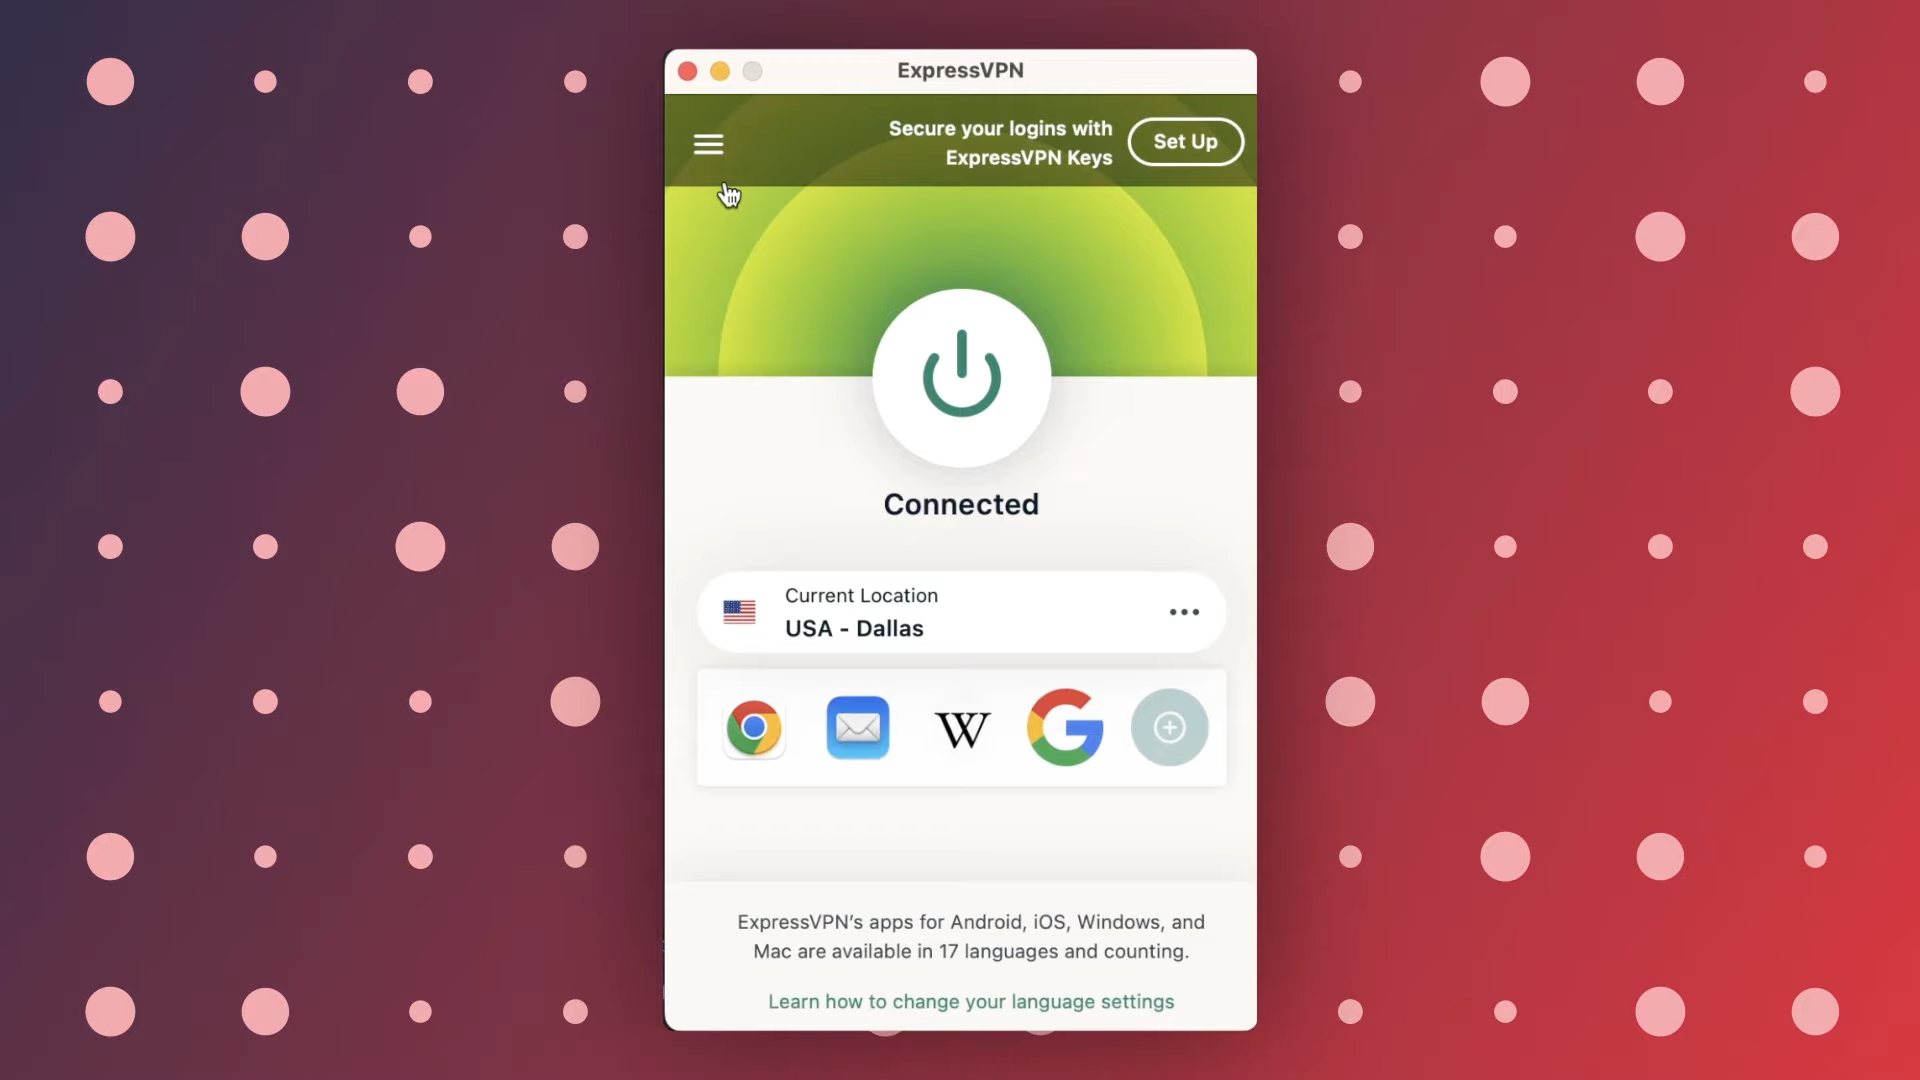 ExpressVPN
Secure your logins with
ExpressVPN Keys
Set Up
Connected
Current Location
USA - Dallas
W
ExpressVPN’s apps for Android, iOS, Windows, and
Mac are available in 17 languages and counting.
Learn how to change your language settings